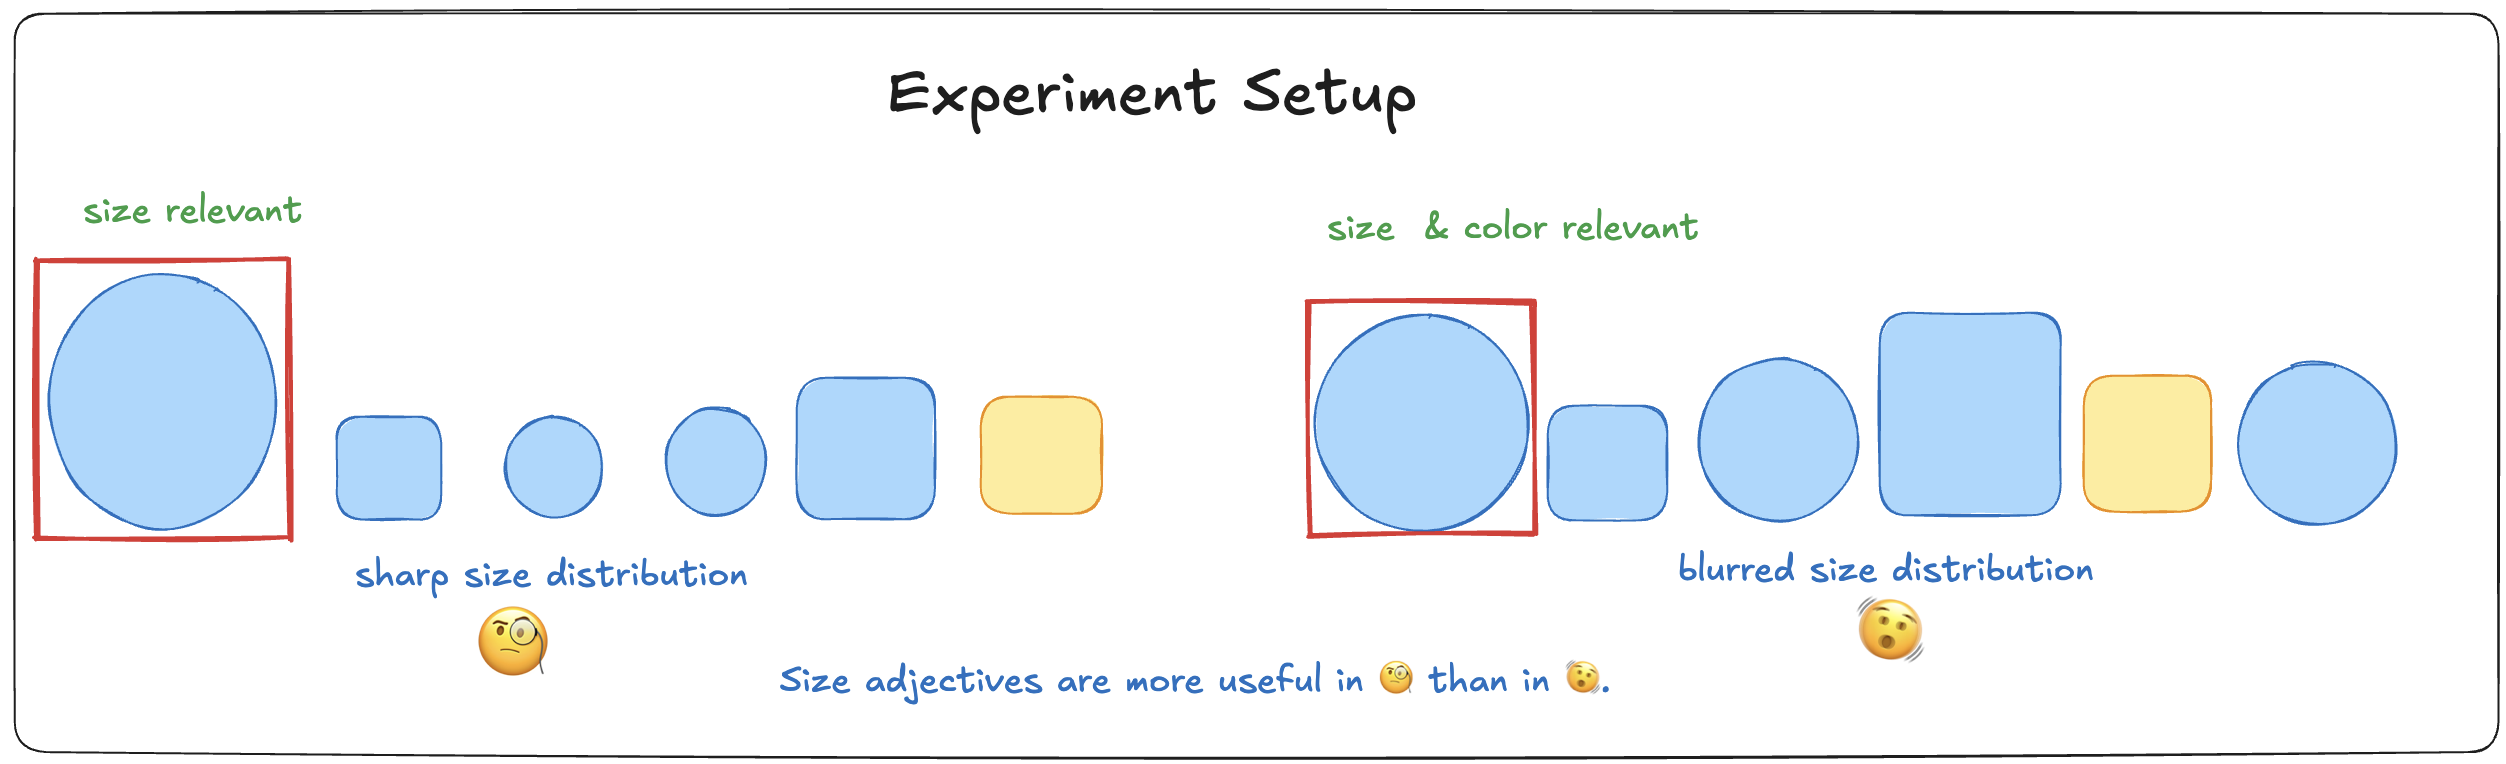 Experiment Setup
size relevant
size & color relevant
sharp size distribution
blurred size distribution
Size adjectives are more useful in 🧐 than in 🫨.